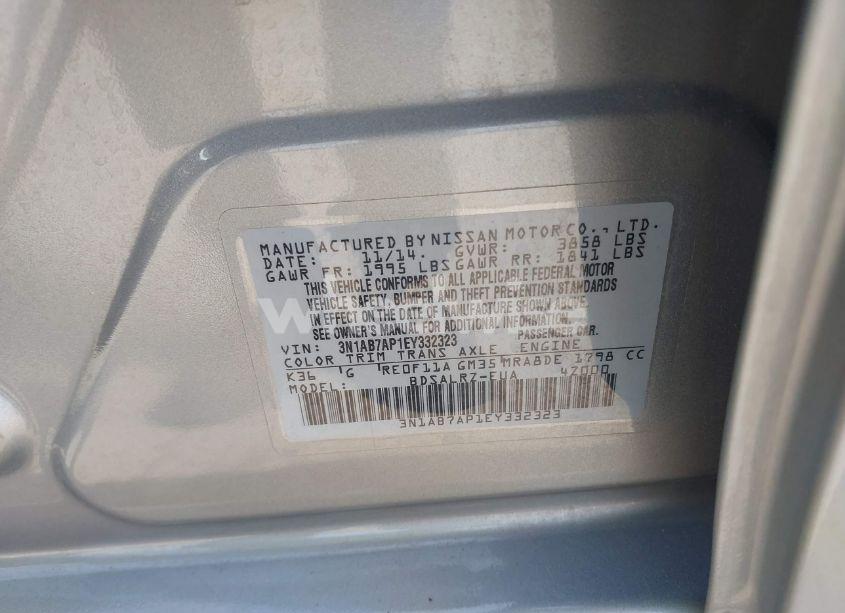 MANUFACTURED BY NISSAN MOTOR CO., LTD.
DATE: 11/14. GVWR: 3858 LBS
GAWR FR: 1995 LBS GAWR RR: 1841 LBS
THIS VEHICLE CONFORMS TO ALL APPLICABLE FEDERAL MOTOR
VEHICLE SAFETY, BUMPER AND THEFT PREVENTION STANDARDS
IN EFFECT ON THE DATE OF MANUFACTURE SHOWN ABOVE.
SEE OWNER'S MANUAL FOR ADDITIONAL INFORMATION
PASSENGER CAR.
VIN: 3N1AB7AP1EY332323
COLOR TRIM TRANS AXLE ENGINE
K36 'G 'RE0F11A GM35 MRA8DE 1798 CC
MODEL: BDSALRZ-EUA 47000
3N1AB7AP1EY332323